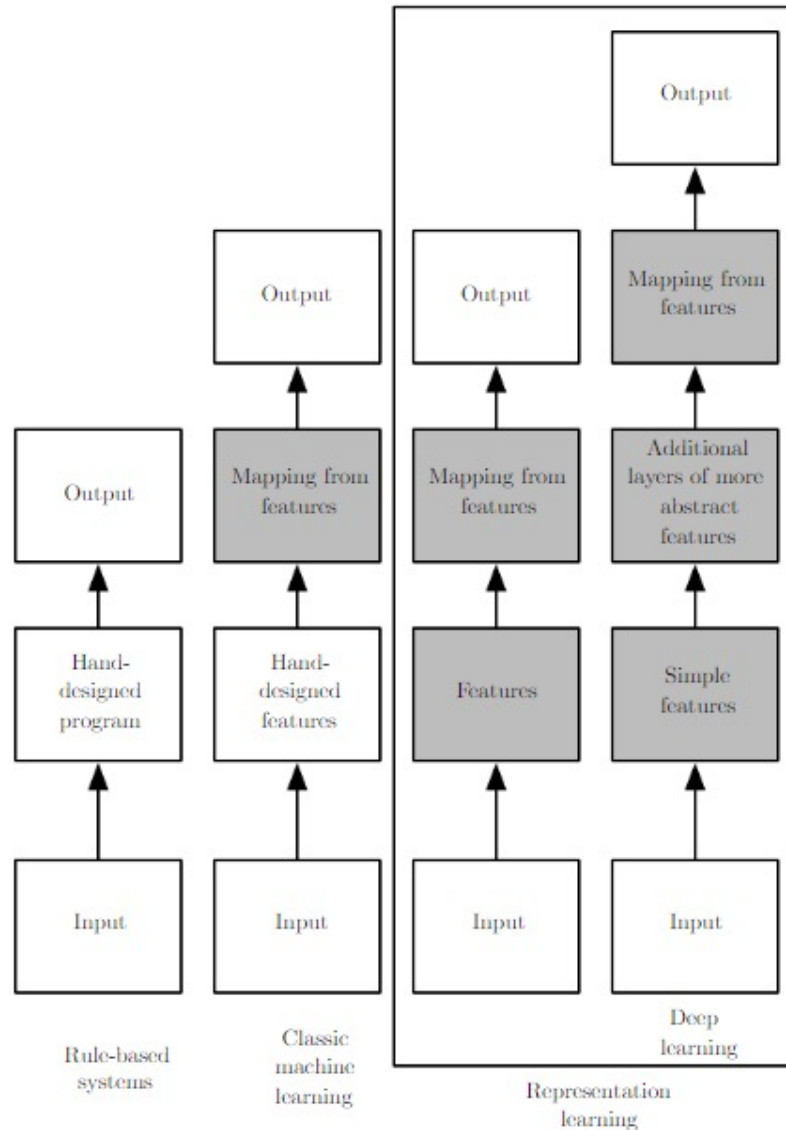 Output
Output
Output
Mapping from
features
Output
Mapping from
features
Mapping from
features
Additional
layers of more
abstract
features
Hand-
designed
program
Hand-
designed
features
Features
Simple
features
Input
Input
Input
Input
Rule-based
systems
Classic
machine
learning
Representation
learning
Deep
learning